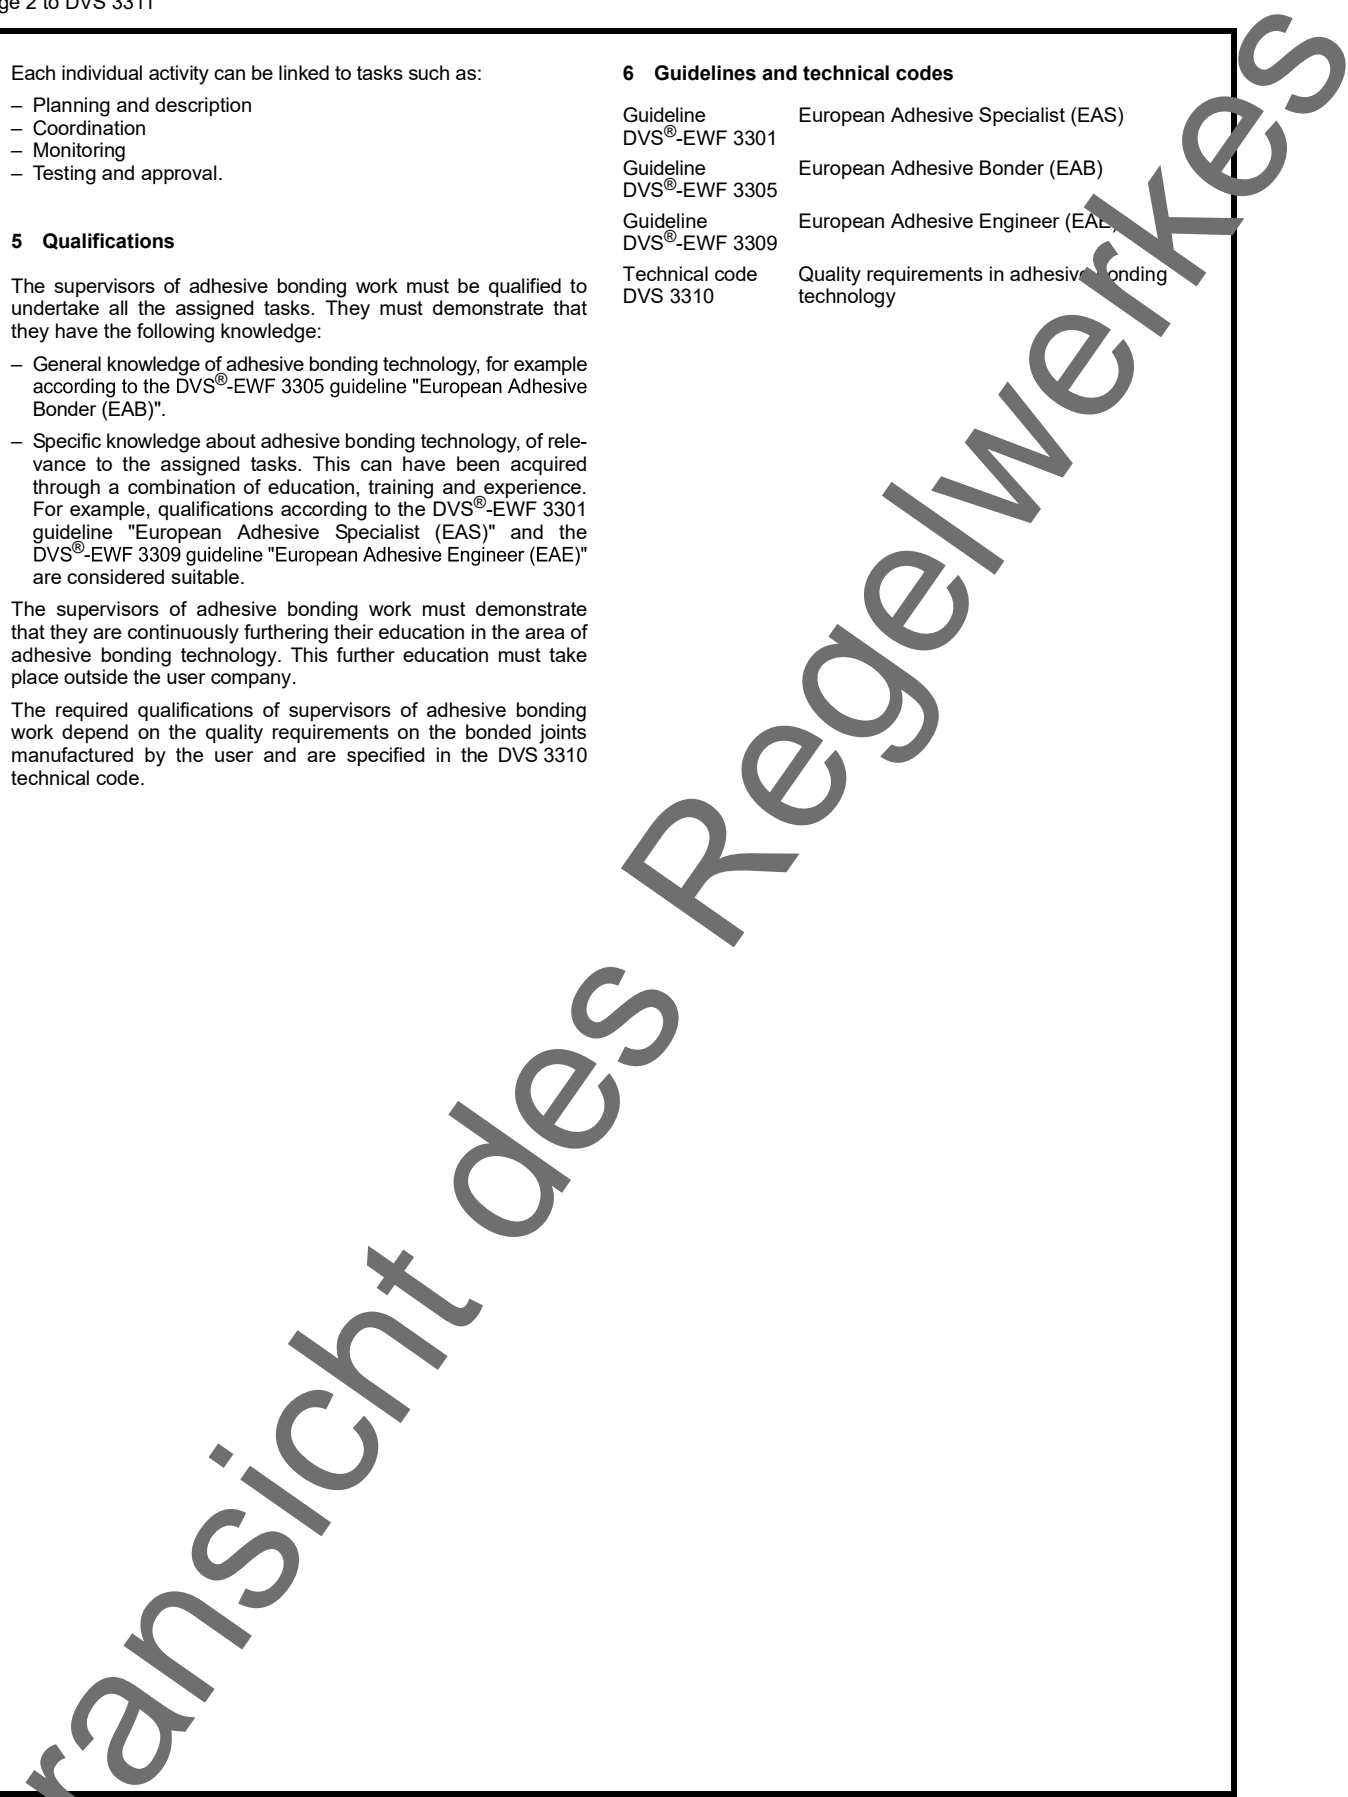 ge 2 to DVS 3311
Each individual activity can be linked to tasks such as:
– Planning and description
– Coordination
– Monitoring
– Testing and approval.
5 Qualifications
The supervisors of adhesive bonding work must be qualified to
undertake all the assigned tasks. They must demonstrate that
they have the following knowledge:
– General knowledge of adhesive bonding technology, for example
according to the DVS®-EWF 3305 guideline "European Adhesive
Bonder (EAB)".
– Specific knowledge about adhesive bonding technology, of rele-
vance to the assigned tasks. This can have been acquired
through a combination of education, training and experience.
For example, qualifications according to the DVS®-EWF 3301
guideline "European Adhesive Specialist (EAS)" and the
DVS®-EWF 3309 guideline "European Adhesive Engineer (EAE)"
are considered suitable.
The supervisors of adhesive bonding work must demonstrate
that they are continuously furthering their education in the area of
adhesive bonding technology. This further education must take
place outside the user company.
The required qualifications of supervisors of adhesive bonding
work depend on the quality requirements on the bonded joints
manufactured by the user and are specified in the DVS 3310
technical code.
6 Guidelines and technical codes
Guideline European Adhesive Specialist (EAS)
DVS®-EWF 3301
Guideline European Adhesive Bonder (EAB)
DVS®-EWF 3305
Guideline European Adhesive Engineer (EAE)
DVS®-EWF 3309
Technical code Quality requirements in adhesive bonding
DVS 3310 technology
ransicht des Regelwerkes